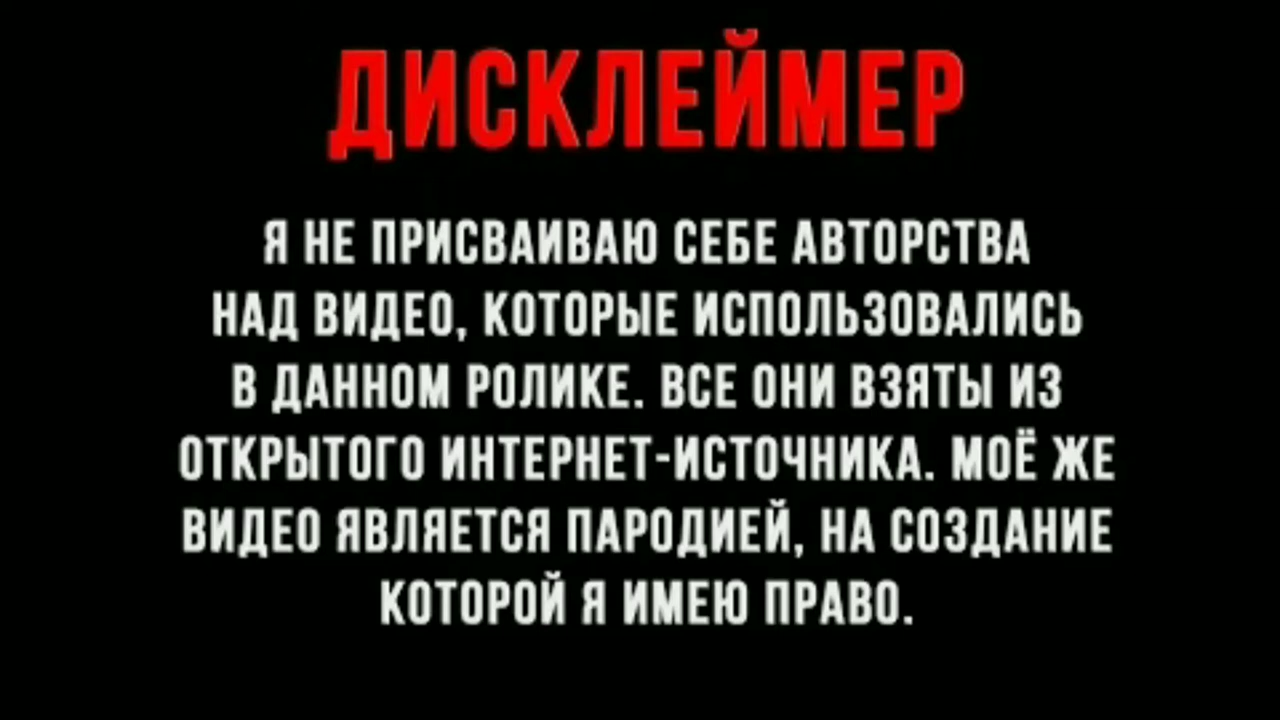 ДИСКЛЕЙМЕР
Я НЕ ПРИСВАИВАЮ СЕБЕ АВТОРСТВА
НАД ВИДЕО, КОТОРЫЕ ИСПОЛЬЗОВАЛИСЬ
В ДАННОМ РОЛИКЕ. ВСЕ ОНИ ВЗЯТЫ ИЗ
ОТКРЫТОГО ИНТЕРНЕТ-ИСТОЧНИКА. МОЁ ЖЕ
ВИДЕО ЯВЛЯЕТСЯ ПАРОДИЕЙ, НА СОЗДАНИЕ
КОТОРОЙ Я ИМЕЮ ПРАВО.